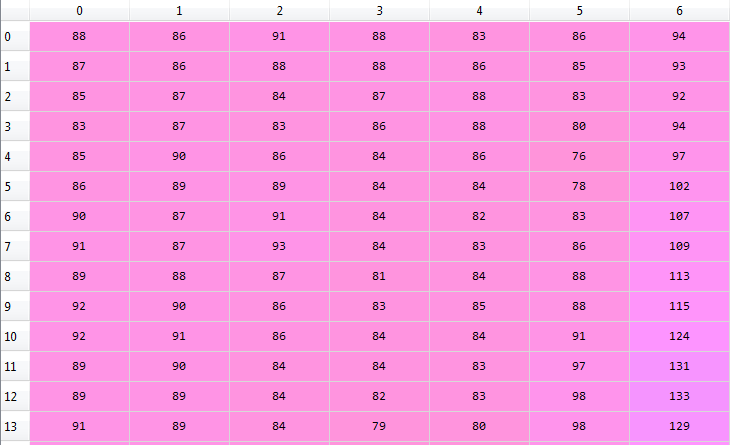 0 1 2 3 4 5 6
0 88 86 91 88 83 86 94
1 87 86 88 88 86 85 93
2 85 87 84 87 88 83 92
3 83 87 83 86 88 80 94
4 85 90 86 84 86 76 97
5 86 89 89 84 84 78 102
6 90 87 91 84 82 83 107
7 91 87 93 84 83 86 109
8 89 88 87 81 84 88 113
9 92 90 86 83 85 88 115
10 92 91 86 84 84 91 124
11 89 90 84 84 83 97 131
12 89 89 84 82 83 98 133
13 91 89 84 79 80 98 129